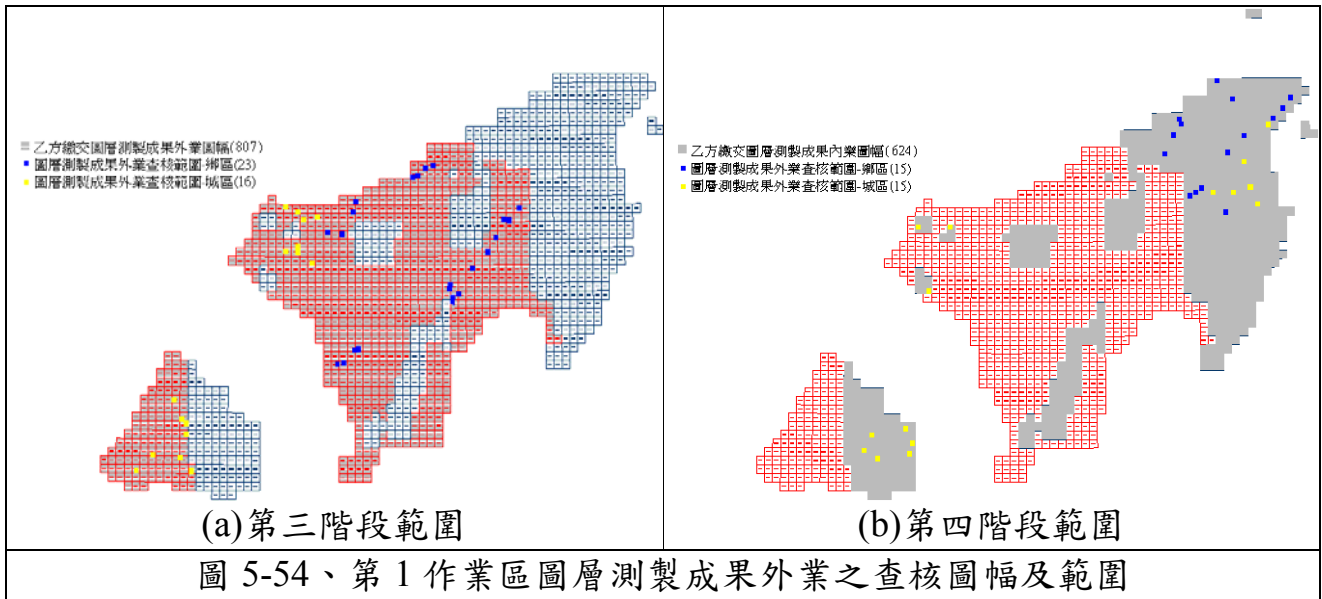 乙方繳交圖層測製成果外業圖幅(807)
圖層測製成果外業查核範圍-鄉區(23)
圖層測製成果外業查核範圍-城區(16)
(a)第三階段範圍
乙方繳交圖層測製成果內業圖幅(624)
圖層測製成果外業查核範圍-鄉區(15)
圖層測製成果外業查核範圍-城區(15)
(b)第四階段範圍
圖 5-54、第 1 作業區圖層測製成果外業之查核圖幅及範圍